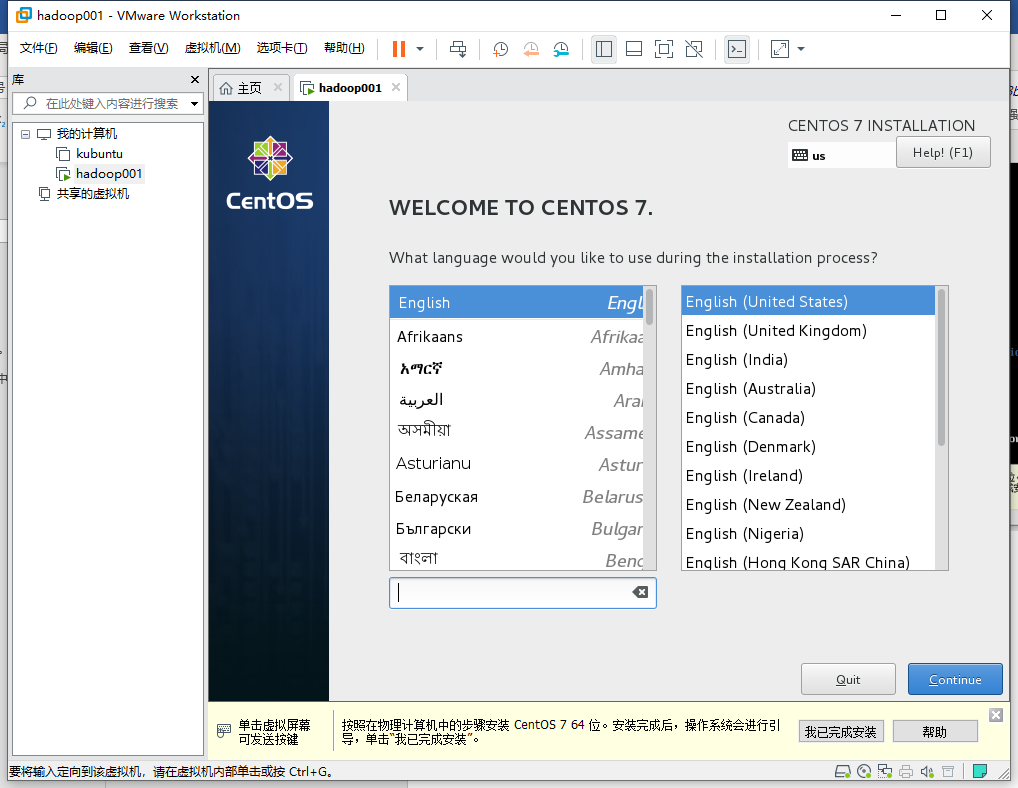 hadoop001 - VMware Workstation
文件(F) 编辑(E) 查看(V) 虚拟机(M) 选项卡(T) 帮助(H)
库
在此处键入内容进行搜索
我的计算机
kubuntu
hadoop001
共享的虚拟机
主页
hadoop001
CentOS
CENTOS 7 INSTALLATION
us
Help! (F1)
WELCOME TO CENTOS 7.
What language would you like to use during the installation process?
English Engl
Afrikaans Afrikaa
አማርኛ Amha
العربية Ara
অসমীয়া Assame
Asturianu Astur
Беларуская Belarus
Български Bulgar
বাংলা Beng
English (United States)
English (United Kingdom)
English (India)
English (Australia)
English (Canada)
English (Denmark)
English (Ireland)
English (New Zealand)
English (Nigeria)
English (Hong Kong SAR China)
Quit
Continue
单击虚拟屏幕
可发送按键
按照在物理计算机中的步骤安装 CentOS 7 64 位。安装完成后，操作系统会进行引
导，单击“我已完成安装”。
我已完成安装
帮助
要将输入定向到该虚拟机，请在虚拟机内部单击或按 Ctrl+G。